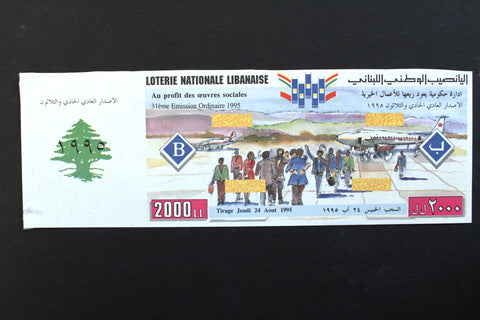 LOTERIE NATIONALE LIBANAISE
اليانصيب الوطني اللبناني
Au profit des œuvres sociales
ادارة حكومية يعود ريعها للأعمال الخيرية
31ème Emission Ordinaire 1995
الاصدار العادي الحادي والثلاثون ١٩٩٥
الاصدار العادي الحادي والثلاثون
١٩٩٥
B
ب
2000 L.L.
Tirage Jeudi 24 Aout 1995
السحب الخميس ٢٤ آب ١٩٩٥
٢٠٠٠ ل.ل.